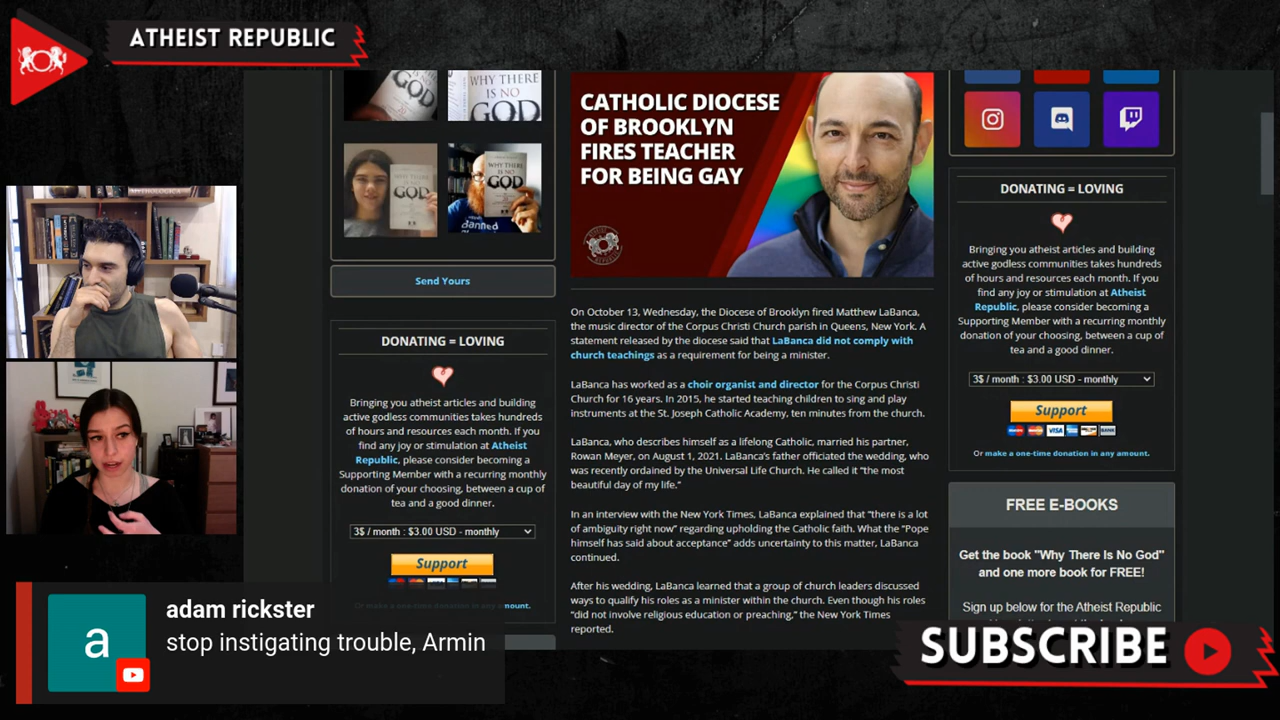 ATHEIST REPUBLIC
MYTHOLOGICA
GOD
WHY THERE
IS NO
GOD
GOD
WHY THERE
IS NO
GOD
Banned
Send Yours
DONATING = LOVING
Bringing you atheist articles and building
active godless communities takes hundreds
of hours and resources each month. If you
find any joy or stimulation at Atheist
Republic, please consider becoming a
Supporting Member with a recurring monthly
donation of your choosing, between a cup of
tea and a good dinner.
3$ / month : $3.00 USD - monthly
Support
Or make a one-time donation in any amount.
CATHOLIC DIOCESE
OF BROOKLYN
FIRES TEACHER
FOR BEING GAY
On October 13, Wednesday, the Diocese of Brooklyn fired Matthew LaBanca,
the music director of the Corpus Christi Church parish in Queens, New York. A
statement released by the diocese said that LaBanca did not comply with
church teachings as a requirement for being a minister.
LaBanca has worked as a choir organist and director for the Corpus Christi
Church for 16 years. In 2015, he started teaching children to sing and play
instruments at the St. Joseph Catholic Academy, ten minutes from the church.
LaBanca, who describes himself as a lifelong Catholic, married his partner,
Rowan Meyer, on August 1, 2021. LaBanca's father officiated the wedding, who
was recently ordained by the Universal Life Church. He called it "the most
beautiful day of my life."
In an interview with the New York Times, LaBanca explained that "there is a lot
of ambiguity right now" regarding upholding the Catholic faith. What the "Pope
himself has said about acceptance" adds uncertainty to this matter, LaBanca
continued.
After his wedding, LaBanca learned that a group of church leaders discussed
ways to qualify his roles as a minister within the church. Even though his roles
"did not involve religious education or preaching," the New York Times
reported.
DONATING = LOVING
Bringing you atheist articles and building
active godless communities takes hundreds
of hours and resources each month. If you
find any joy or stimulation at Atheist
Republic, please consider becoming a
Supporting Member with a recurring monthly
donation of your choosing, between a cup of
tea and a good dinner.
3$ / month : $3.00 USD - monthly
Support
VISA
BANK
Or make a one-time donation in any amount.
FREE E-BOOKS
Get the book "Why There Is No God"
and one more book for FREE!
Sign up below for the Atheist Republic
a
adam rickster
stop instigating trouble, Armin
SUBSCRIBE